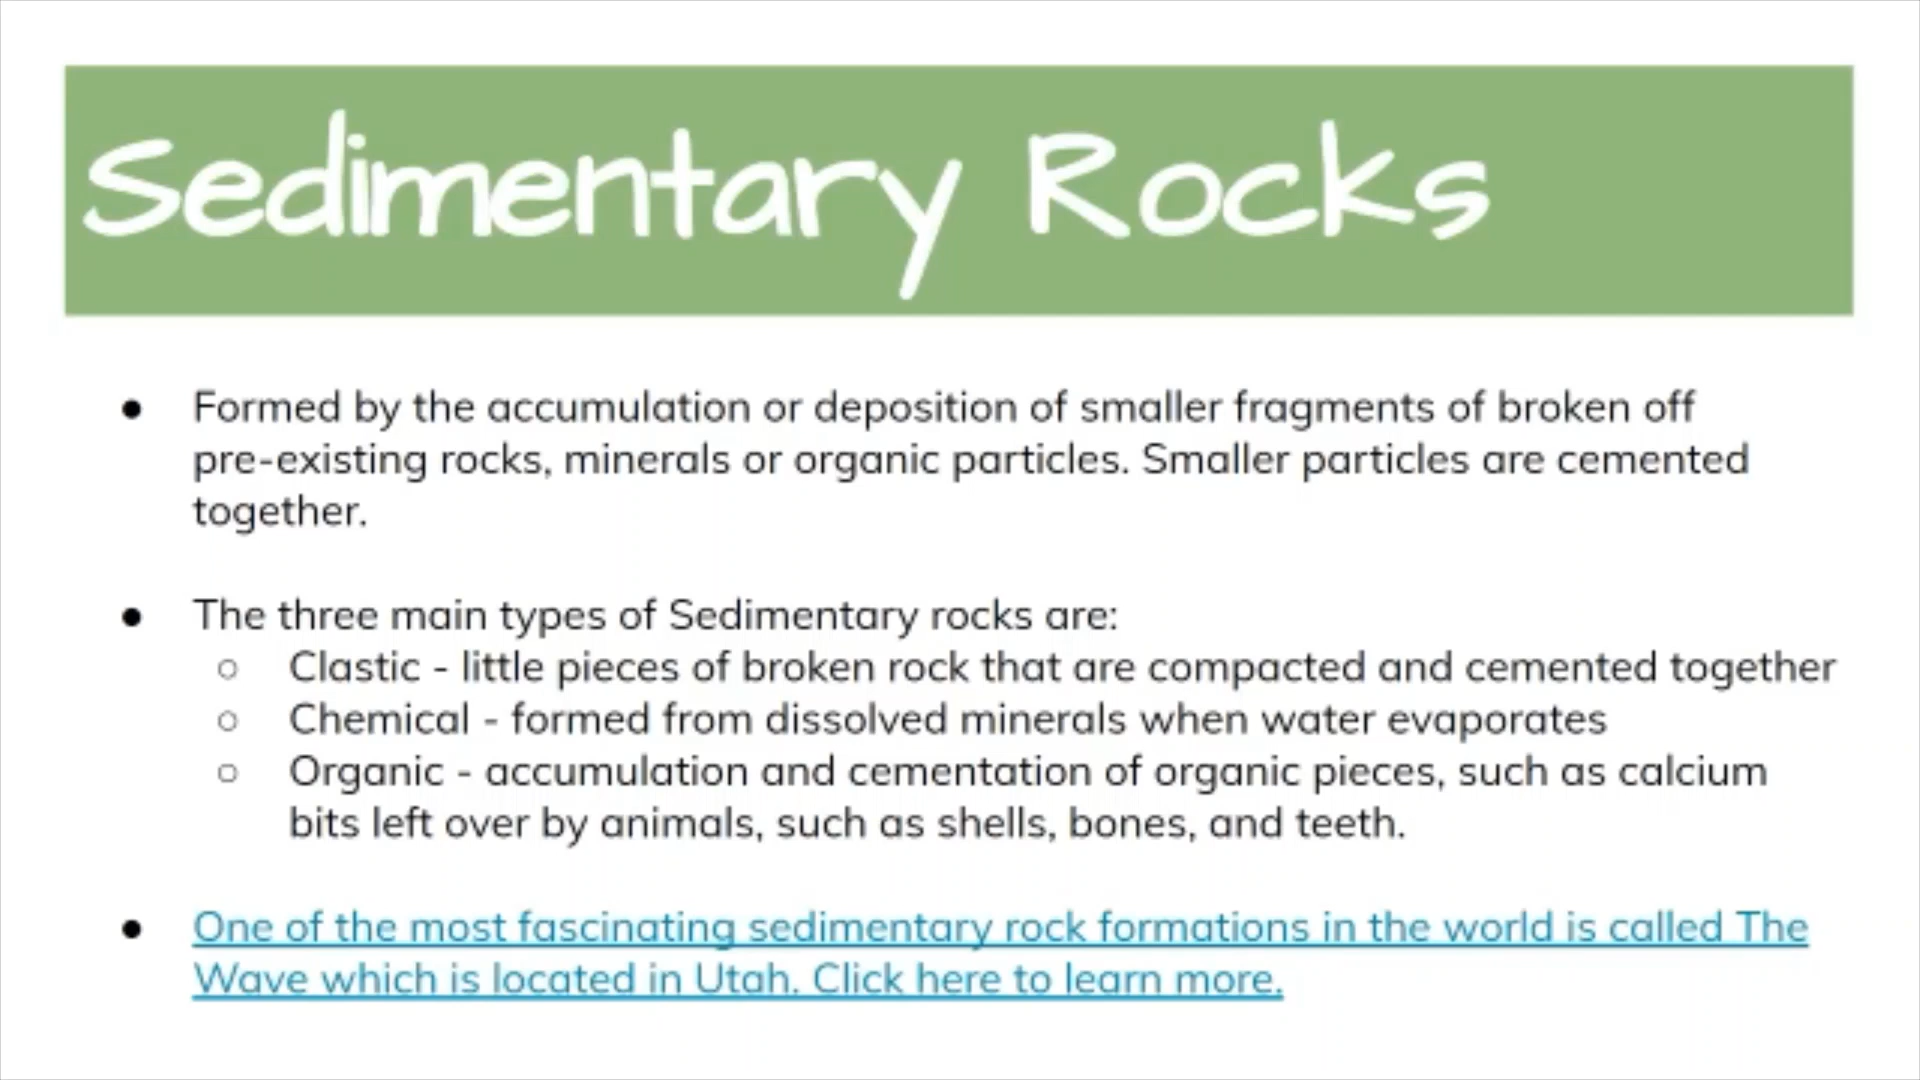 Sedimentary Rocks
● Formed by the accumulation or deposition of smaller fragments of broken off
pre-existing rocks, minerals or organic particles. Smaller particles are cemented
together.
● The three main types of Sedimentary rocks are:
○ Clastic - little pieces of broken rock that are compacted and cemented together
○ Chemical - formed from dissolved minerals when water evaporates
○ Organic - accumulation and cementation of organic pieces, such as calcium
bits left over by animals, such as shells, bones, and teeth.
● One of the most fascinating sedimentary rock formations in the world is called The
Wave which is located in Utah. Click here to learn more.